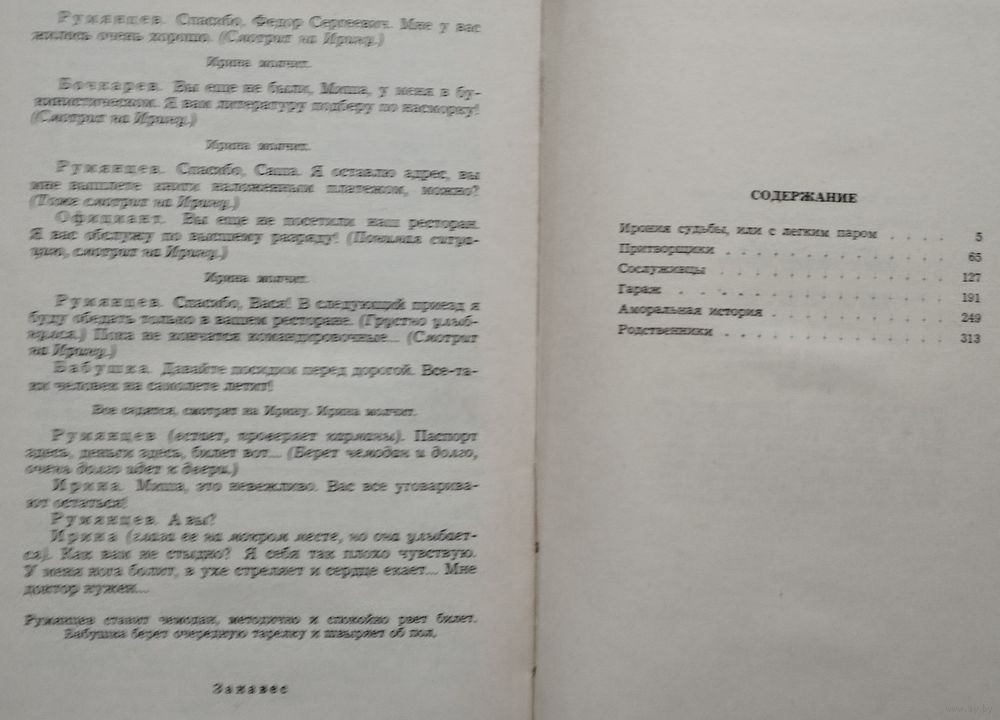 Румянцев. Спасибо, Федор Сергеевич. Мне у вас
жилось очень хорошо. (Смотрит на Ирину.)
Ирина молчит.
Бочкарев. Вы еще не были, Миша, у меня в бу-
кинистическом. Я вам литературу подберу по насморку!
(Смотрит на Ирину.)
Ирина молчит.
Румянцев. Спасибо, Саша. Я оставлю адрес, вы
мне вышлете книги наложенным платежом, можно?
(Тоже смотрит на Ирину.)
Официант. Вы еще не посетили наш ресторан.
Я вас обслужу по высшему разряду! (Понимая ситуа-
цию, смотрит на Ирину.)
Ирина молчит.
Румянцев. Спасибо, Вася! В следующий приезд я
буду обедать только в вашем ресторане. (Грустно улыб-
нулся.) Пока не кончатся командировочные... (Смотрит
на Ирину.)
Бабушка. Давайте посидим перед дорогой. Все-та-
ки человек на самолете летит!
Все садятся, смотрят на Ирину. Ирина молчит.
Румянцев (встает, проверяет карманы). Паспорт
здесь, деньги здесь, билет вот... (Берет чемодан и долго,
очень долго идет к двери.)
Ирина. Миша, это невежливо. Вас все уговарива-
ют остаться!
Румянцев. А вы?
Ирина (глаза ее на мокром месте, но она улыбает-
ся). Как вам не стыдно? Я себя так плохо чувствую.
У меня нога болит, в ухе стреляет и сердце екает... Мне
доктор нужен...
Румянцев ставит чемодан, методично и спокойно рвет билет.
Бабушка берет очередную тарелку и швыряет об пол.
Занавес
СОДЕРЖАНИЕ
Ирония судьбы, или с легким паром . . . . 5
Притворщики . . . . . . . . . . . . 65
Сослуживцы . . . . . . . . . . . . 127
Гараж . . . . . . . . . . . . . . 191
Аморальная история . . . . . . . . . 249
Родственники . . . . . . . . . . . . 313